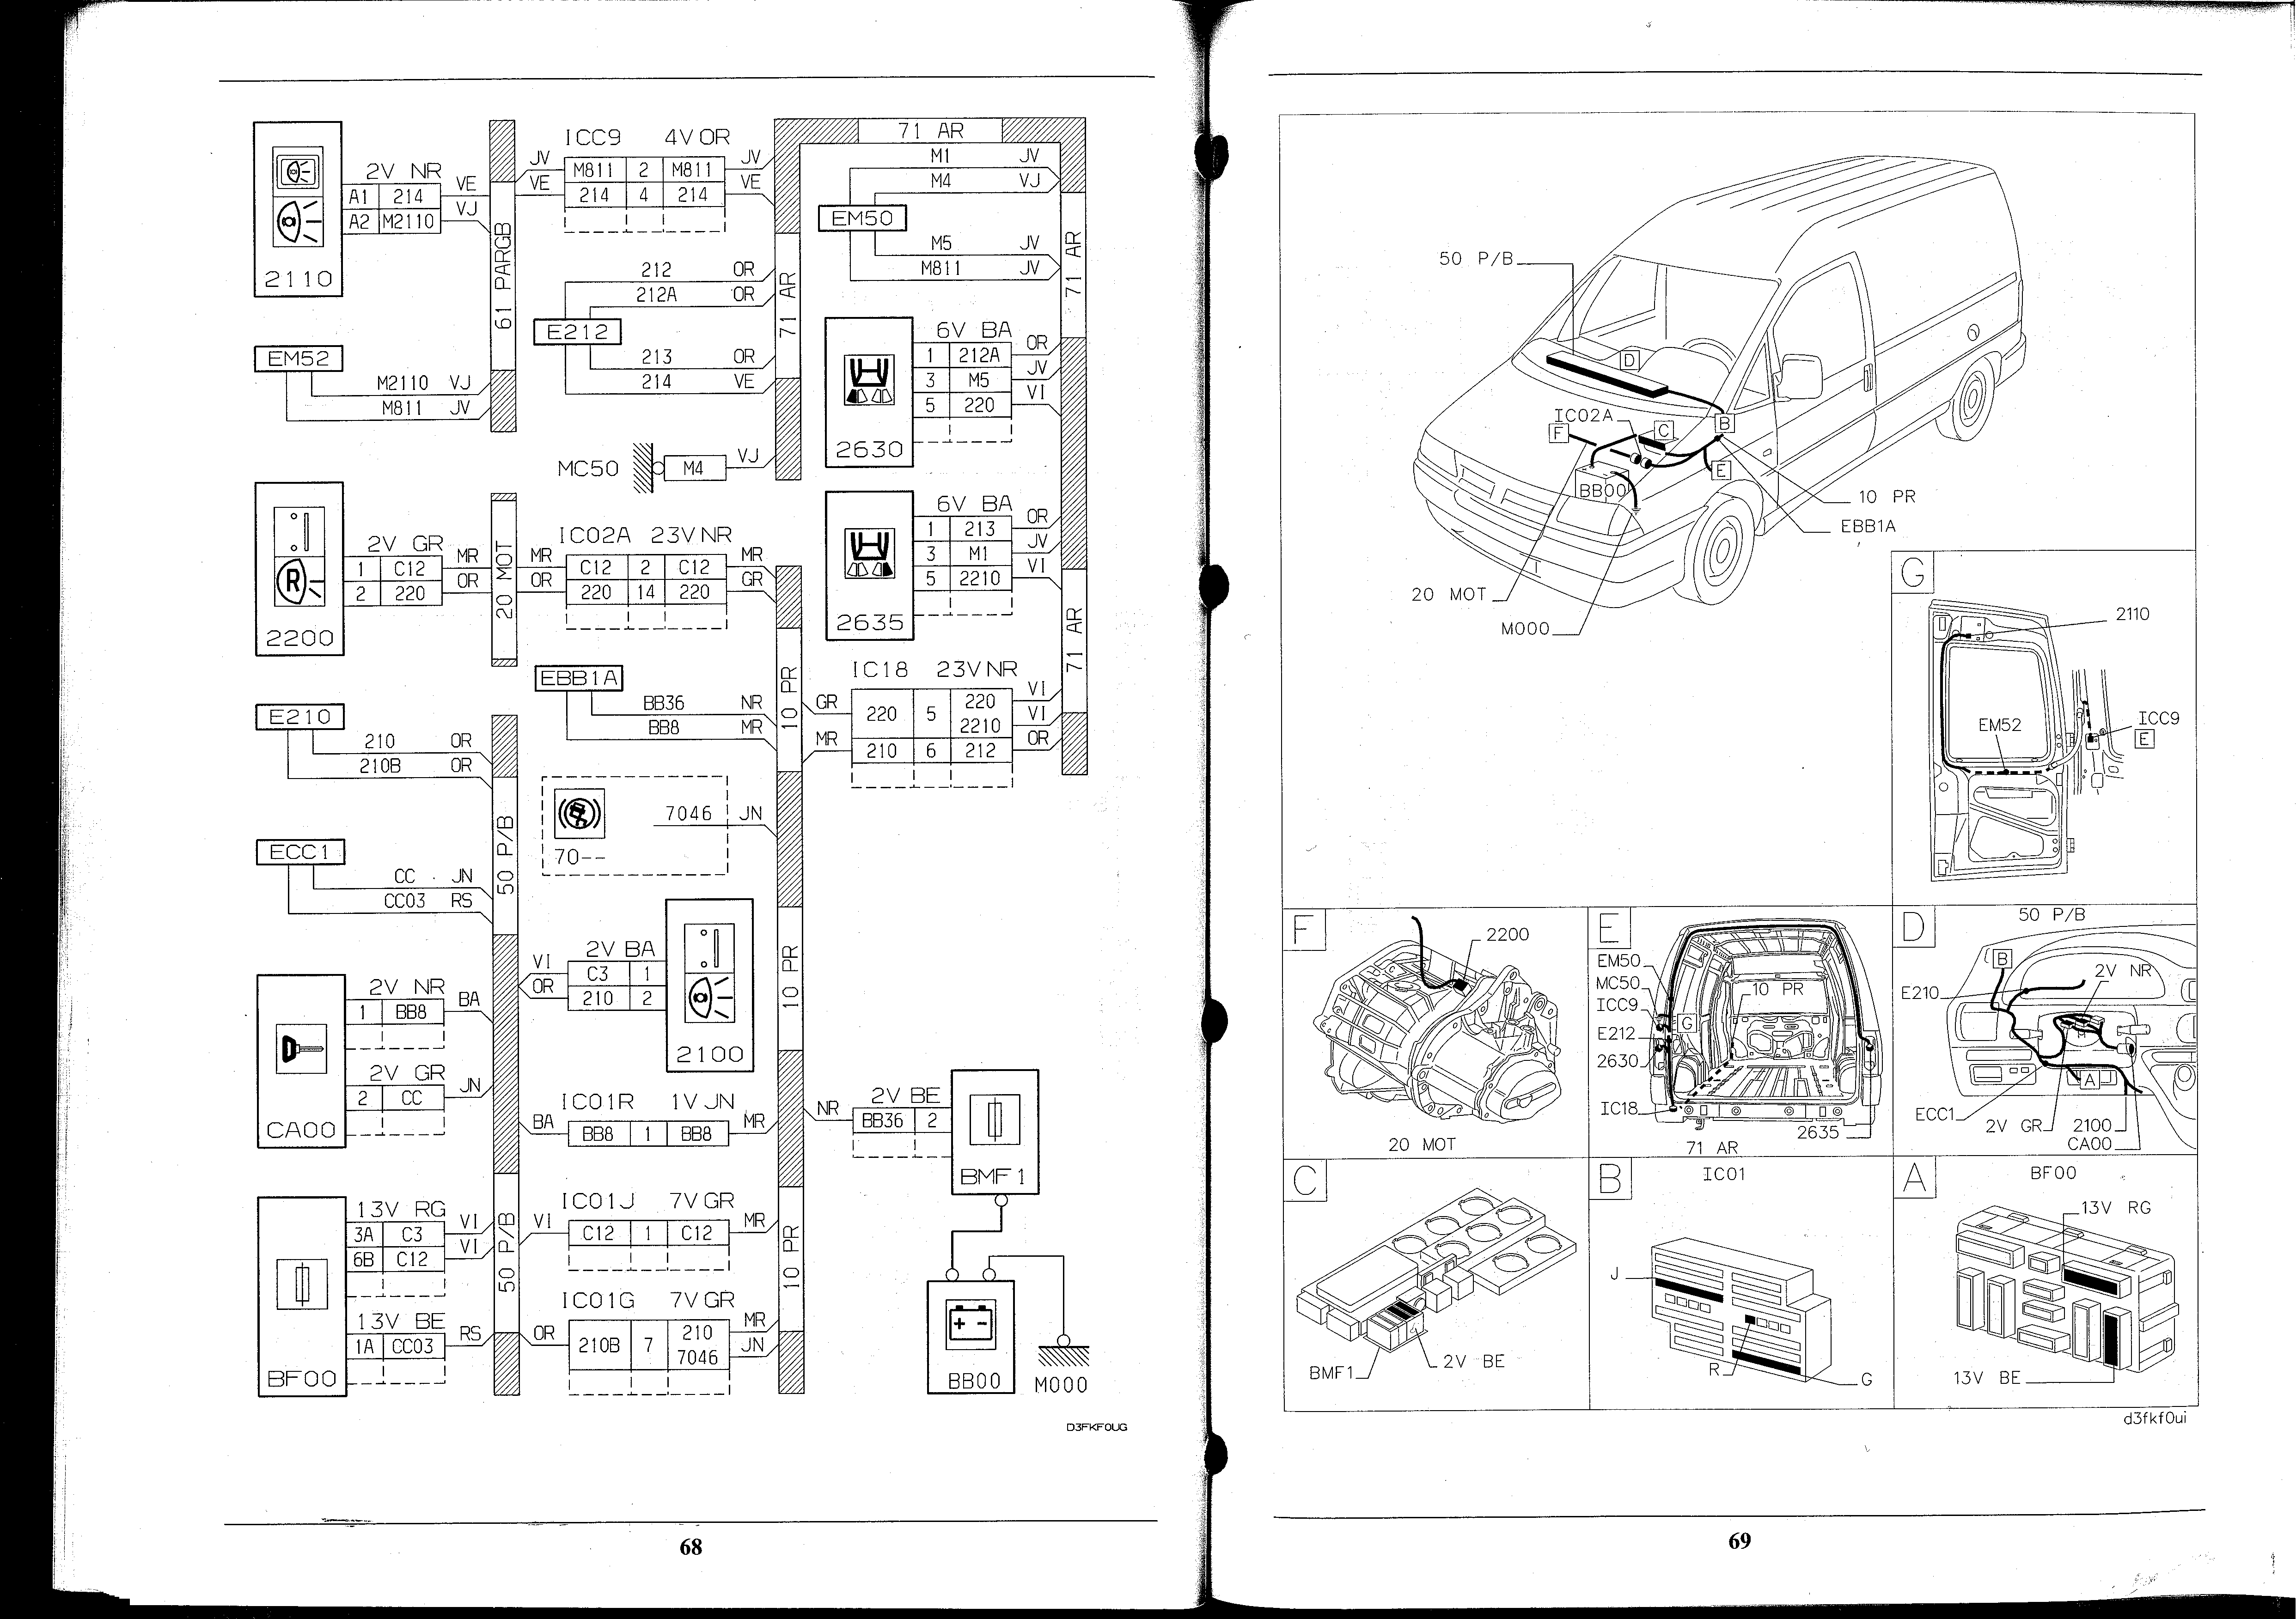 2110
2V NR
A1 214 VE
A2 M2110 VJ
EM52
M2110 VJ
M811 JV
61 PARGB
ICC9 4V OR
JV M811 2 M811 JV
VE 214 4 214 VE
212 OR
212A OR
E212
213 OR
214 VE
MC50 M4 VJ
71 AR
71 AR
M1 JV
M4 VJ
EM50
M5 JV
M811 JV
71 AR
2630
6V BA
1 212A OR
3 M5 JV
5 220 VI
2635
6V BA
1 213 OR
3 M1 JV
5 2210 VI
71 AR
2200
R
2V GR
1 C12 MR
2 220 OR
20 MOT
IC02A 23V NR
MR C12 2 C12 MR
OR 220 14 220 GR
EBB1A
BB36 NR
BB8 MR
10 PR
IC18 23V NR
GR 220 5 220 VI
2210 VI
MR 210 6 212 OR
E210
210 OR
210B OR
50 P/B
ECC1
CC JN
CC03 RS
70--
7046 JN
2100
2V BA
VI C3 1
OR 210 2
10 PR
CA00
2V NR
1 BB8 BA
2V GR
2 CC JN
IC01R 1V JN
BA BB8 1 BB8 MR
NR
2V BE
BB36 2
BMF1
BF00
13V RG
3A C3 VI
6B C12 VI
13V BE
1A CC03 RS
50 P/B
IC01J 7V GR
VI C12 1 C12 MR
IC01G 7V GR
OR 210B 7 210 MR
7046 JN
10 PR
+ -
BB00
M000
D3FKF0UG
68
50 P/B
D
IC02A
F
C
B
E
BB00
10 PR
EBB1A
20 MOT
M000
G
2110
EM52
ICC9
E
F
2200
20 MOT
E
EM50
MC50
ICC9
E212
2630
IC18
10 PR
G
2635
71 AR
D
50 P/B
B
2V NR
E210
A
ECC1
2V GR
2100
CA00
C
BMF1
2V BE
B
IC01
J
R
G
A
BF00
13V RG
13V BE
d3fkf0ui
69